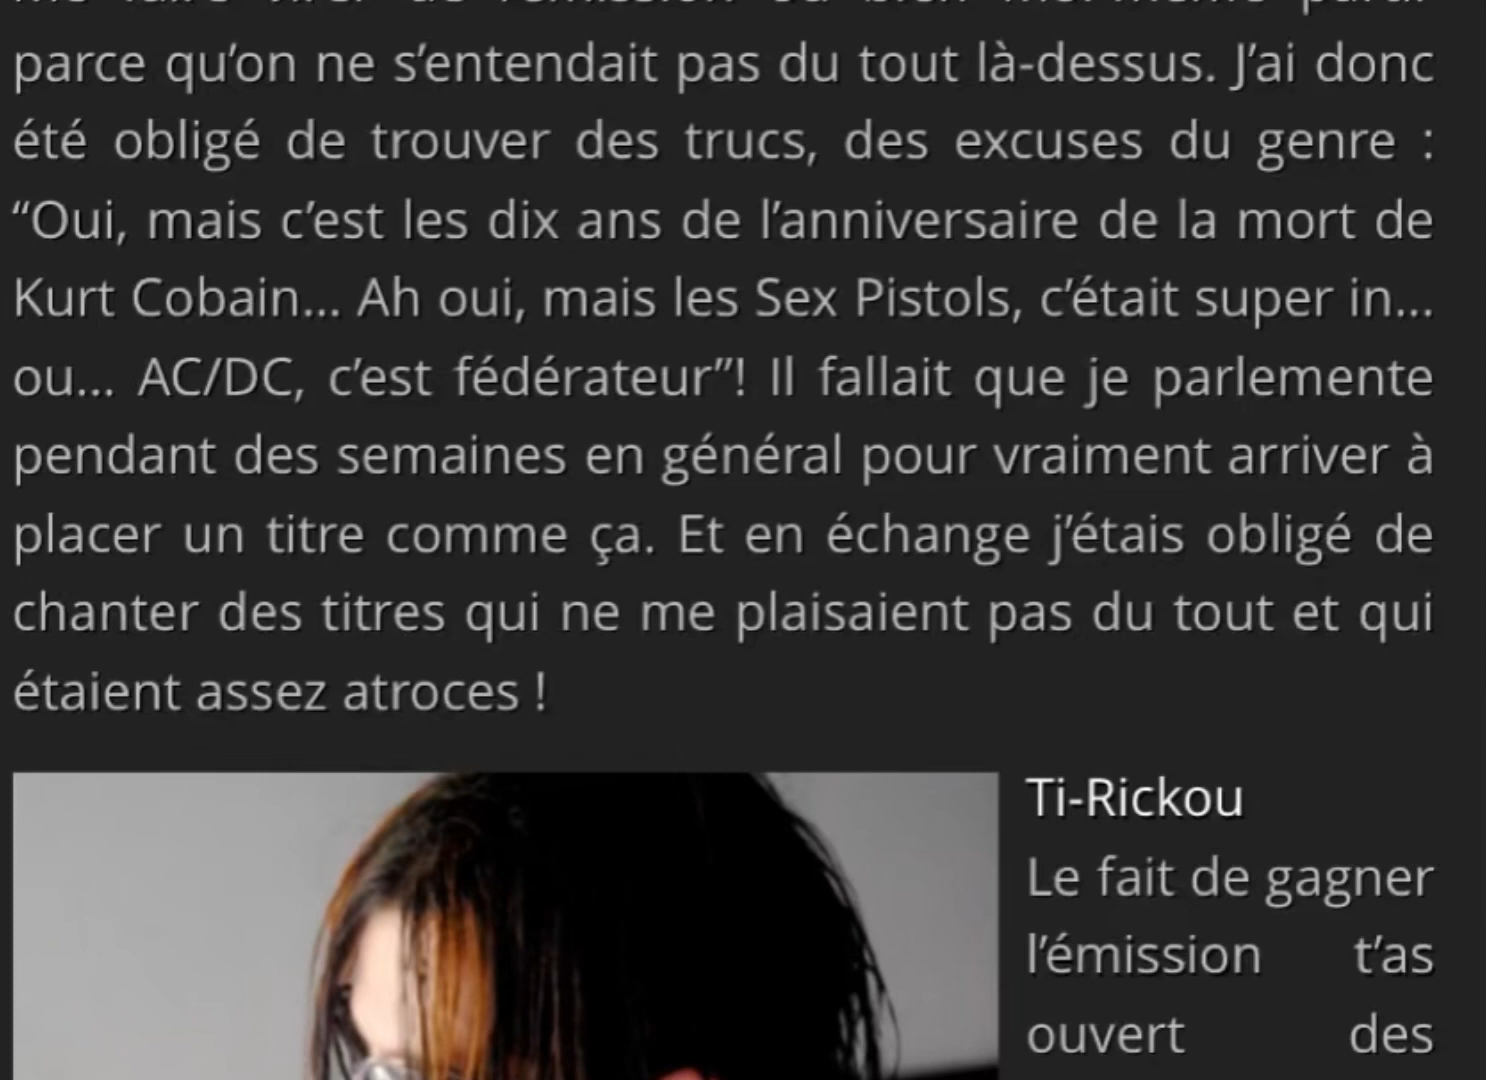 parce qu’on ne s’entendait pas du tout là-dessus. J’ai donc
été obligé de trouver des trucs, des excuses du genre :
“Oui, mais c’est les dix ans de l’anniversaire de la mort de
Kurt Cobain… Ah oui, mais les Sex Pistols, c’était super in…
ou… AC/DC, c’est fédérateur”! Il fallait que je parlemente
pendant des semaines en général pour vraiment arriver à
placer un titre comme ça. Et en échange j’étais obligé de
chanter des titres qui ne me plaisaient pas du tout et qui
étaient assez atroces !
Ti-Rickou
Le fait de gagner
l’émission t’as
ouvert des